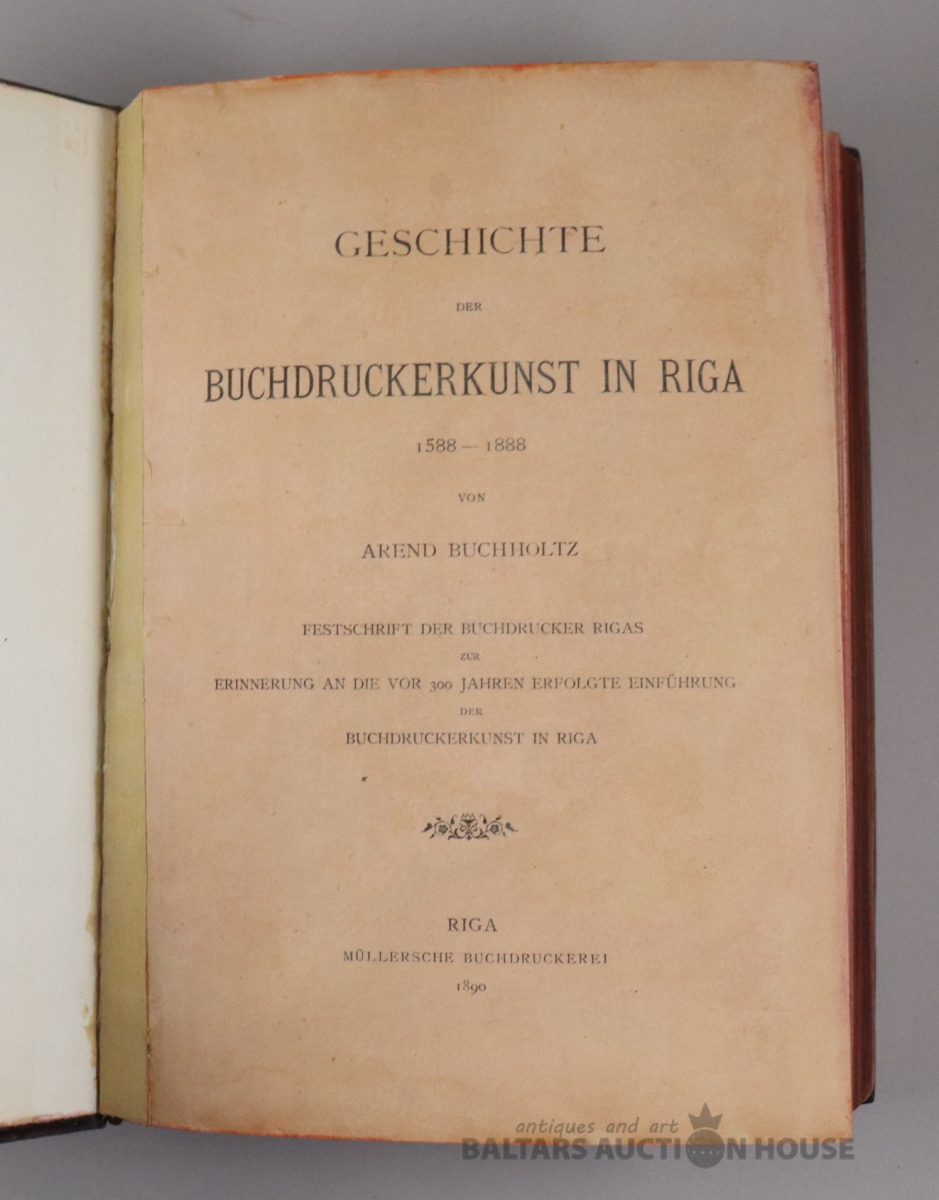 GESCHICHTE
DER
BUCHDRUCKERKUNST IN RIGA
1588 — 1888
VON
AREND BUCHHOLTZ
FESTSCHRIFT DER BUCHDRUCKER RIGAS
ZUR
ERINNERUNG AN DIE VOR 300 JAHREN ERFOLGTE EINFÜHRUNG
DER
BUCHDRUCKERKUNST IN RIGA
RIGA
MÜLLERSCHE BUCHDRUCKEREI
1890
antiques and art
BALTARS AUCTION HOUSE